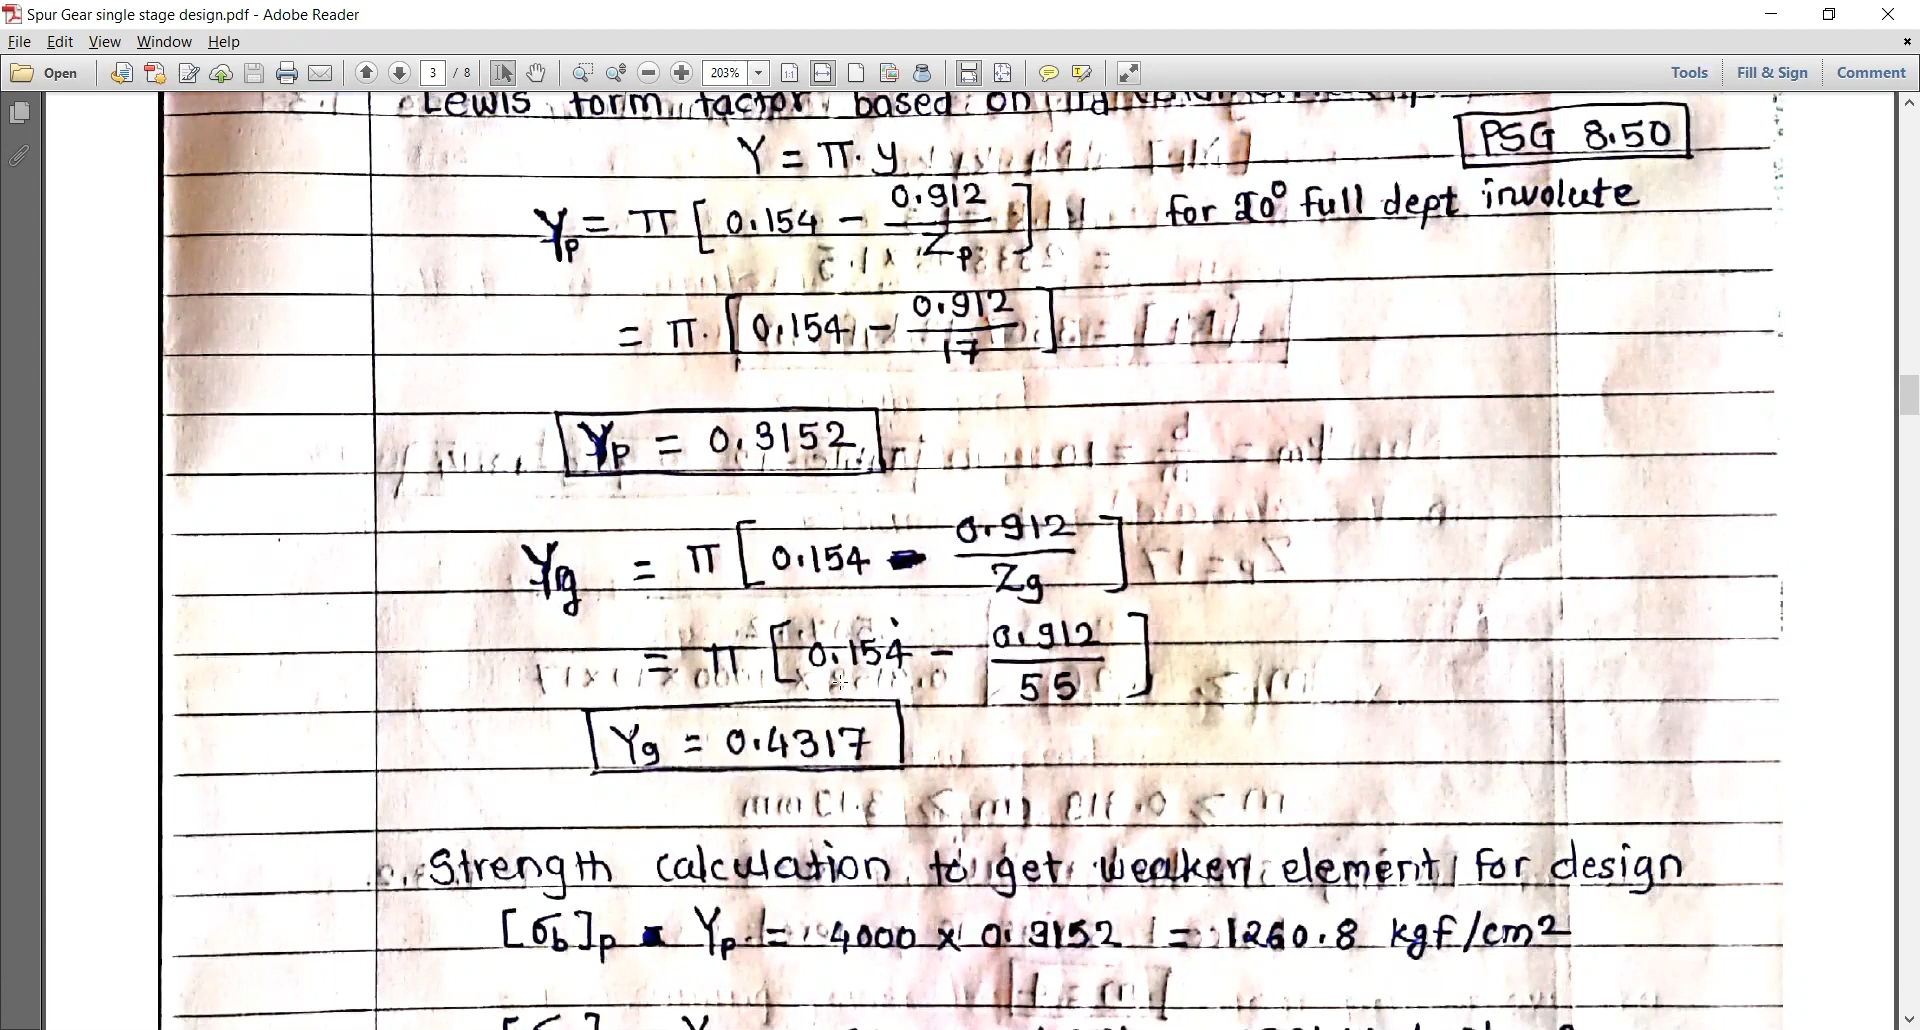 Spur Gear single stage design.pdf - Adobe Reader
File Edit View Window Help
Open 3 / 8 203% Tools Fill & Sign Comment
Lewis form factor based on
Y = π. y
PSG 8.50
Yp = π [ 0.154 - 0.912 / Zp ] for 20° full dept involute
= π. [ 0.154 - 0.912 / 17 ]
Yp = 0.3152
Yg = π [ 0.154 - 0.912 / Zg ]
= π [ 0.154 - 0.912 / 55 ]
Yg = 0.4317
Strength calculation to get weaker element for design
[σb]p · Yp = 4000 x 0.3152 = 1260.8 kgf/cm2